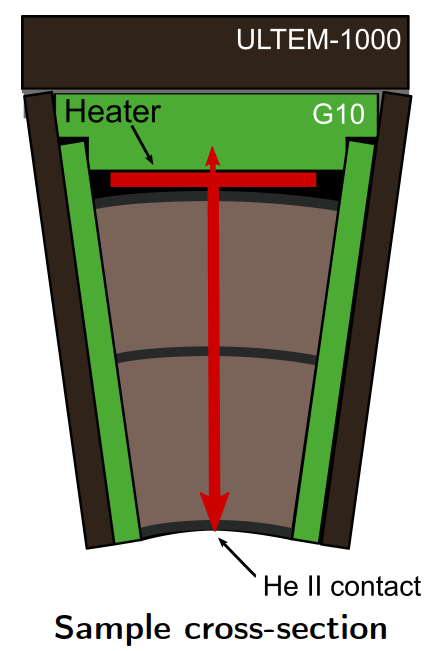 ULTEM-1000
Heater
G10
He II contact
Sample cross-section